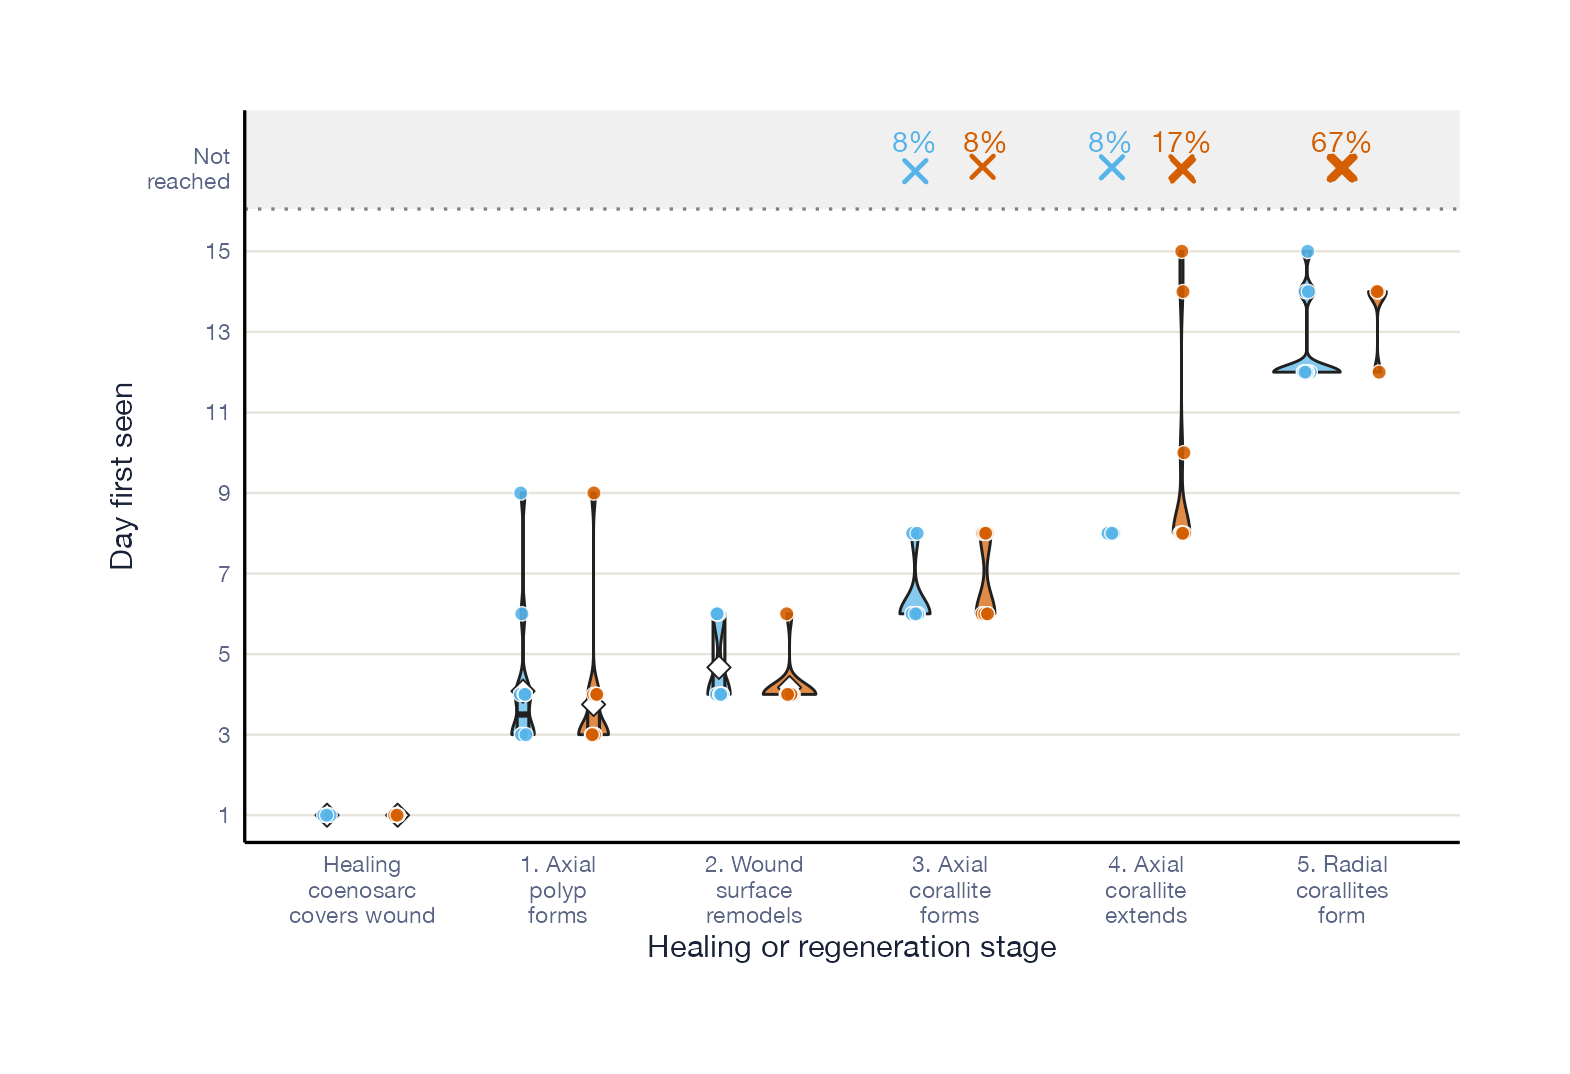 8% 8% 8% 17% 67%
Not
reached
15
13
11
9
7
5
3
1
Day first seen
Healing
coenosarc
covers wound
1. Axial
polyp
forms
2. Wound
surface
remodels
3. Axial
corallite
forms
4. Axial
corallite
extends
5. Radial
corallites
form
Healing or regeneration stage